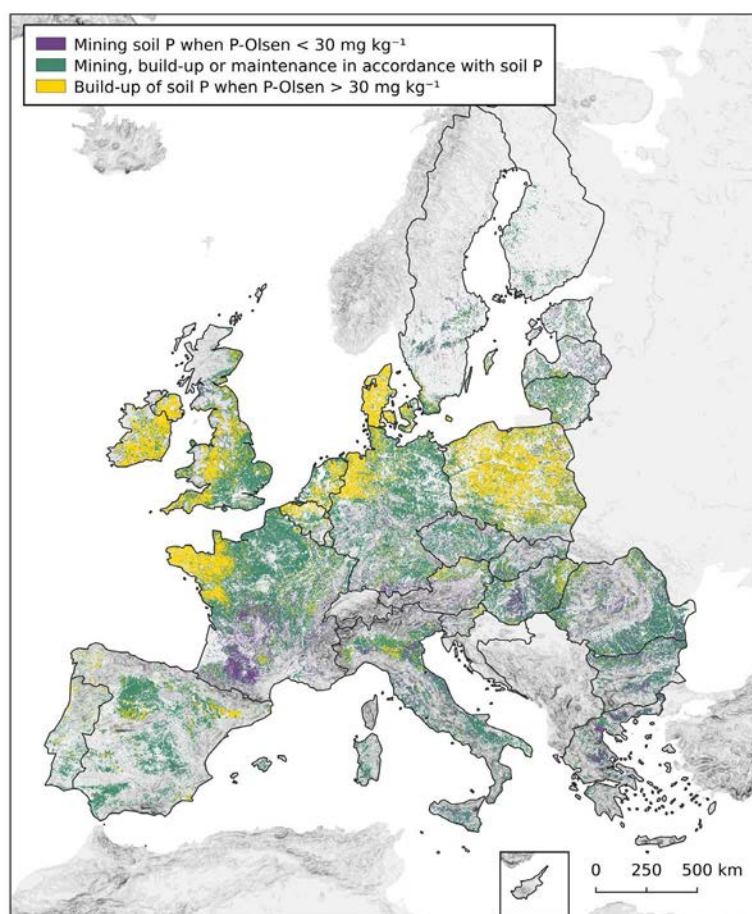 Mining soil P when P-Olsen < 30 mg kg⁻¹
Mining, build-up or maintenance in accordance with soil P
Build-up of soil P when P-Olsen > 30 mg kg⁻¹
0 250 500 km